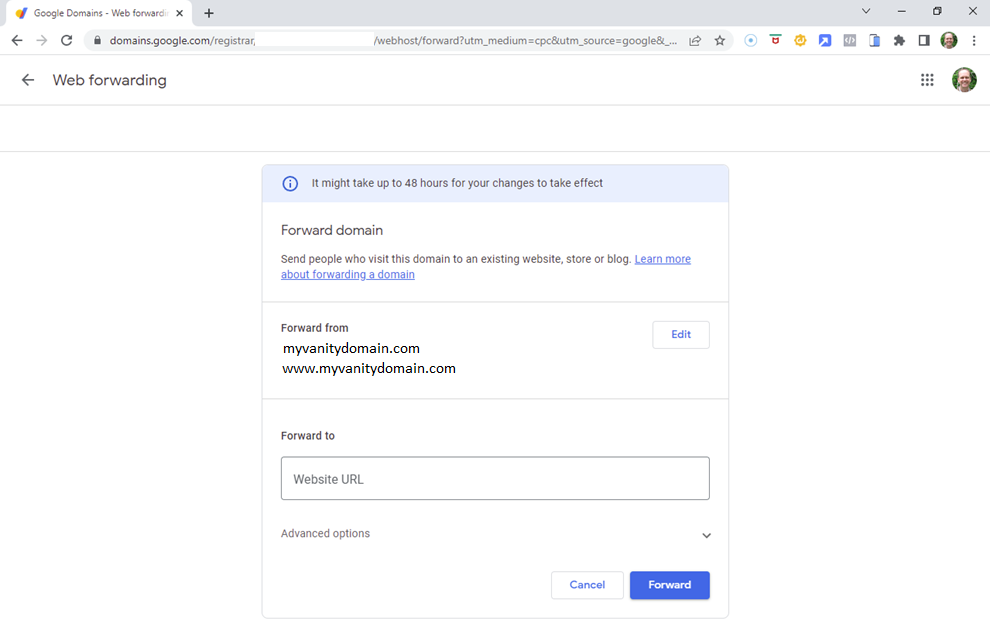 Google Domains - Web forwardin
domains.google.com/registrar, /webhost/forward?utm_medium=cpc&utm_source=google&_...
Web forwarding
It might take up to 48 hours for your changes to take effect
Forward domain
Send people who visit this domain to an existing website, store or blog. Learn more
about forwarding a domain
Forward from
Edit
myvanitydomain.com
www.myvanitydomain.com
Forward to
Website URL
Advanced options
Cancel Forward